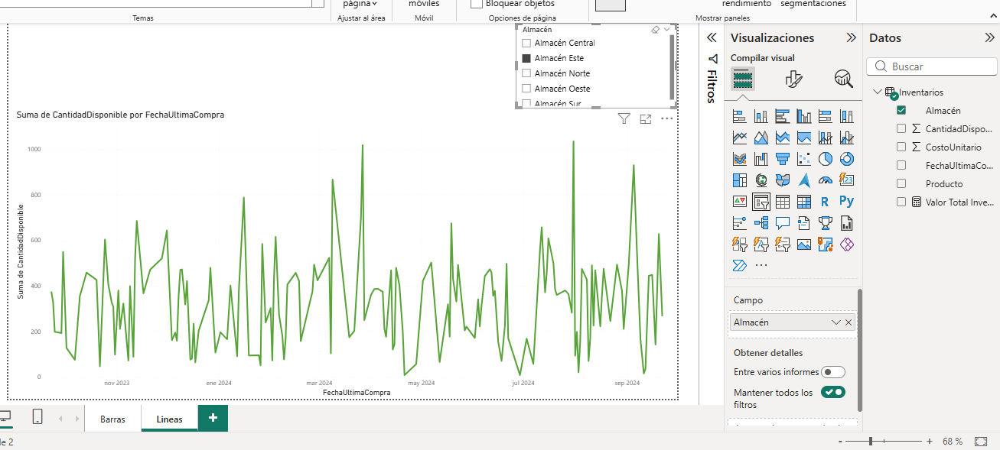 página
móviles
Bloquear objetos
rendimiento
segmentaciones
Temas
Ajustar al área
Móvil
Opciones de página
Mostrar paneles
Almacén
Almacén Central
Almacén Este
Almacén Norte
Almacén Oeste
Almacén Sur
Suma de CantidadDisponible por FechaUltimaCompra
Suma de CantidadDisponible
1000
800
600
400
200
0
nov 2023
ene 2024
mar 2024
may 2024
jul 2024
sep 2024
FechaUltimaCompra
Filtros
Visualizaciones
Compilar visual
123
R
Py
Campo
Almacén
Obtener detalles
Entre varios informes
Mantener todos los
filtros
Datos
Buscar
Inventarios
Almacén
CantidadDispo...
CostoUnitario
FechaUltimaCo...
Producto
Valor Total Inve...
Barras
Lineas
+
de 2
- + 68 %